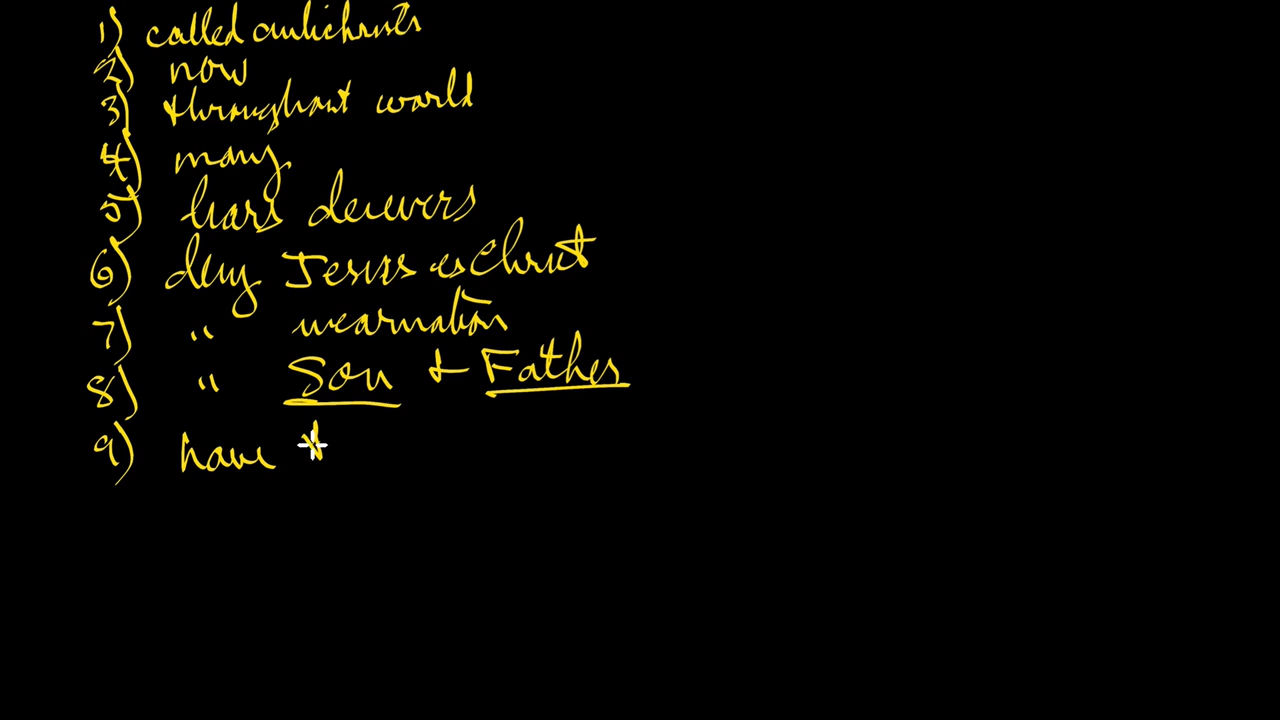 1) called antichrists
2) now
3) throughout world
4) many
5) liars deceivers
6) deny Jesus as Christ
7) " incarnation
8) " Son & Father
9) have